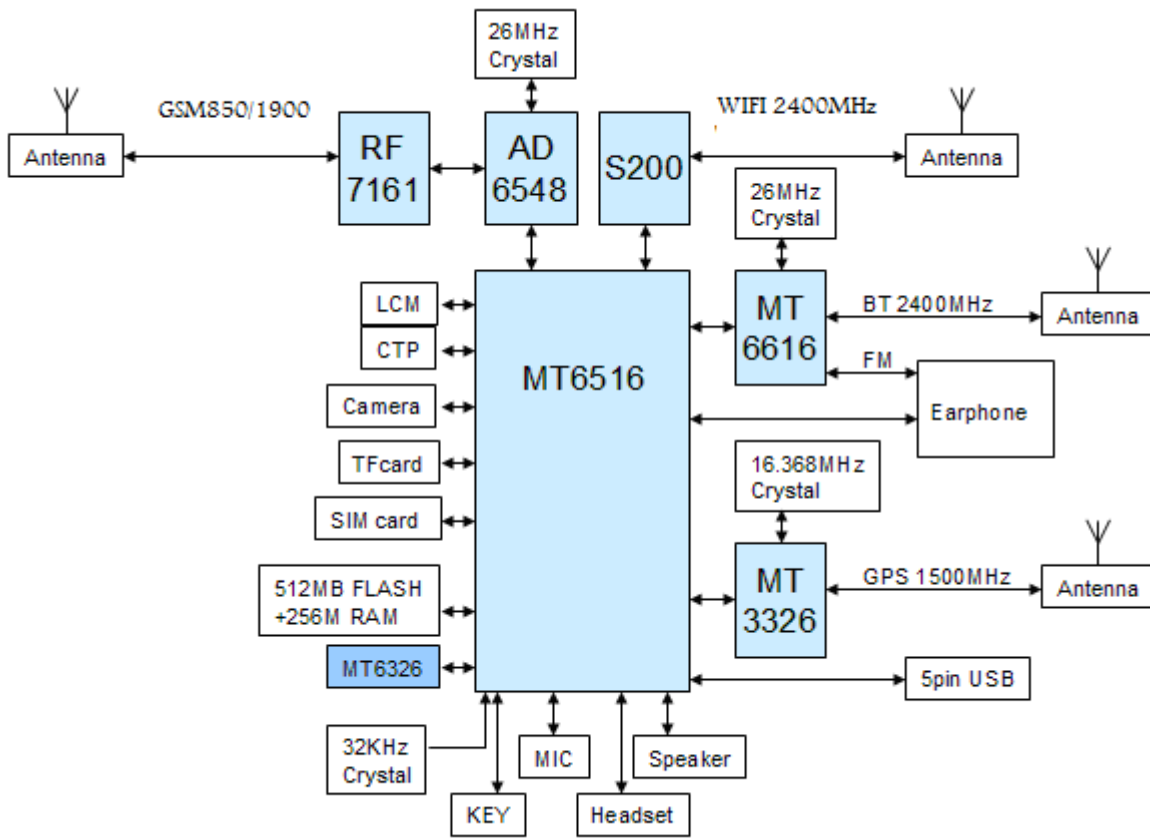 26MHz
Crystal
GSM850/1900
WIFI 2400MHz
Antenna
RF
7161
AD
6548
S200
Antenna
26MHz
Crystal
LCM
CTP
Camera
TFcard
SIM card
512MB FLASH
+256M RAM
MT6326
MT6516
MT
6616
BT 2400MHz
Antenna
FM
Earphone
16.368MHz
Crystal
MT
3326
GPS 1500MHz
Antenna
5pin USB
32KHz
Crystal
KEY
MIC
Headset
Speaker